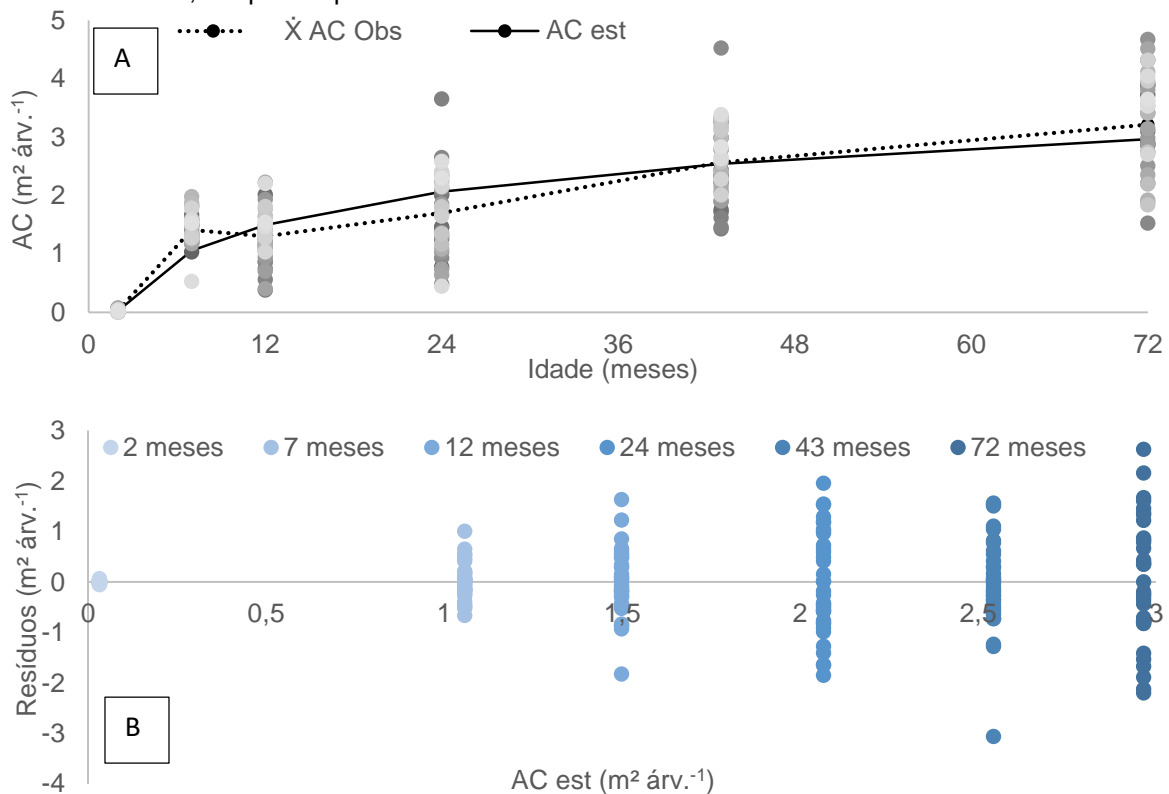 5
Ẋ AC Obs
AC est
A
4
3
2
1
0
AC (m² árv.⁻¹)
0
12
24
36
48
60
72
Idade (meses)
3
2 meses
7 meses
12 meses
24 meses
43 meses
72 meses
2
1
0
-1
-2
-3
-4
Resíduos (m² árv.⁻¹)
0
0,5
1
1,5
2
2,5
3
B
AC est (m² árv.⁻¹)